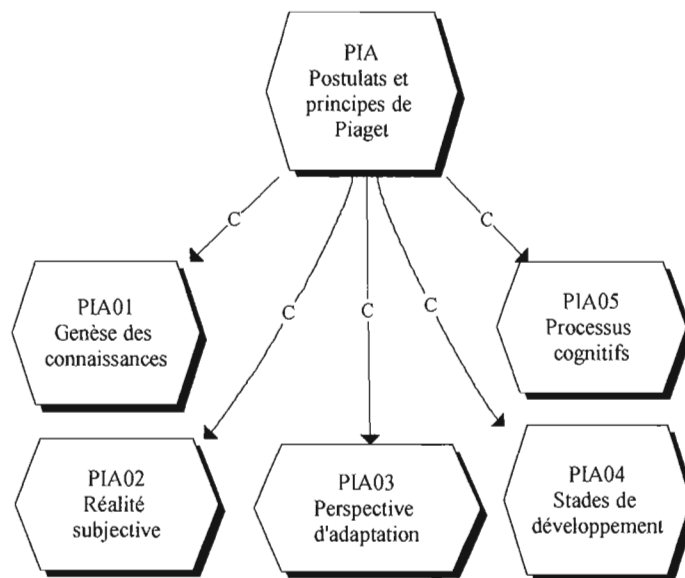 PIA
Postulats et
principes de
Piaget
C
C
C
C
C
PIA01
Genèse des
connaissances
PIA05
Processus
cognitifs
PIA02
Réalité
subjective
PIA03
Perspective
d'adaptation
PIA04
Stades de
développement